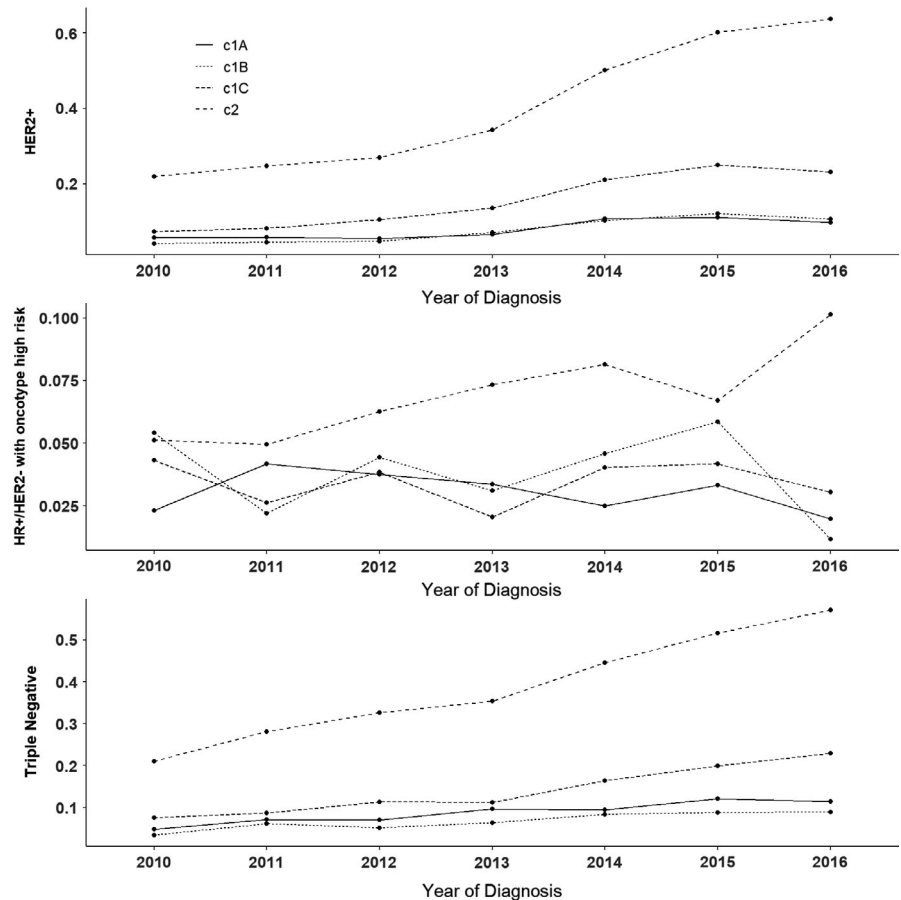 0.6
0.4
0.2
HER2+
c1A
c1B
c1C
c2
2010 2011 2012 2013 2014 2015 2016
Year of Diagnosis
0.100
0.075
0.050
0.025
HR+/HER2- with oncotype high risk
2010 2011 2012 2013 2014 2015 2016
Year of Diagnosis
0.5
0.4
0.3
0.2
0.1
Triple Negative
2010 2011 2012 2013 2014 2015 2016
Year of Diagnosis